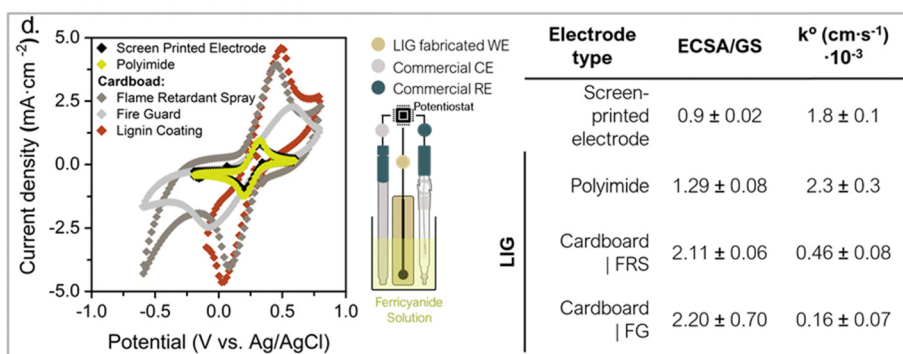 d.
Current density (mA·cm⁻²)
5.0
2.5
0.0
-2.5
-5.0
-1.0
-0.5
0.0
0.5
1.0
Potential (V vs. Ag/AgCl)
Screen Printed Electrode
Polyimide
Cardboad:
Flame Retardant Spray
Fire Guard
Lignin Coating
LIG fabricated WE
Commercial CE
Commercial RE
Potentiostat
Ferricyanide
Solution
Electrode type ECSA/GS k° (cm·s⁻¹) ·10⁻³
Screen-printed electrode 0.9 ± 0.02 1.8 ± 0.1
LIG
Polyimide 1.29 ± 0.08 2.3 ± 0.3
Cardboard | FRS 2.11 ± 0.06 0.46 ± 0.08
Cardboard | FG 2.20 ± 0.70 0.16 ± 0.07